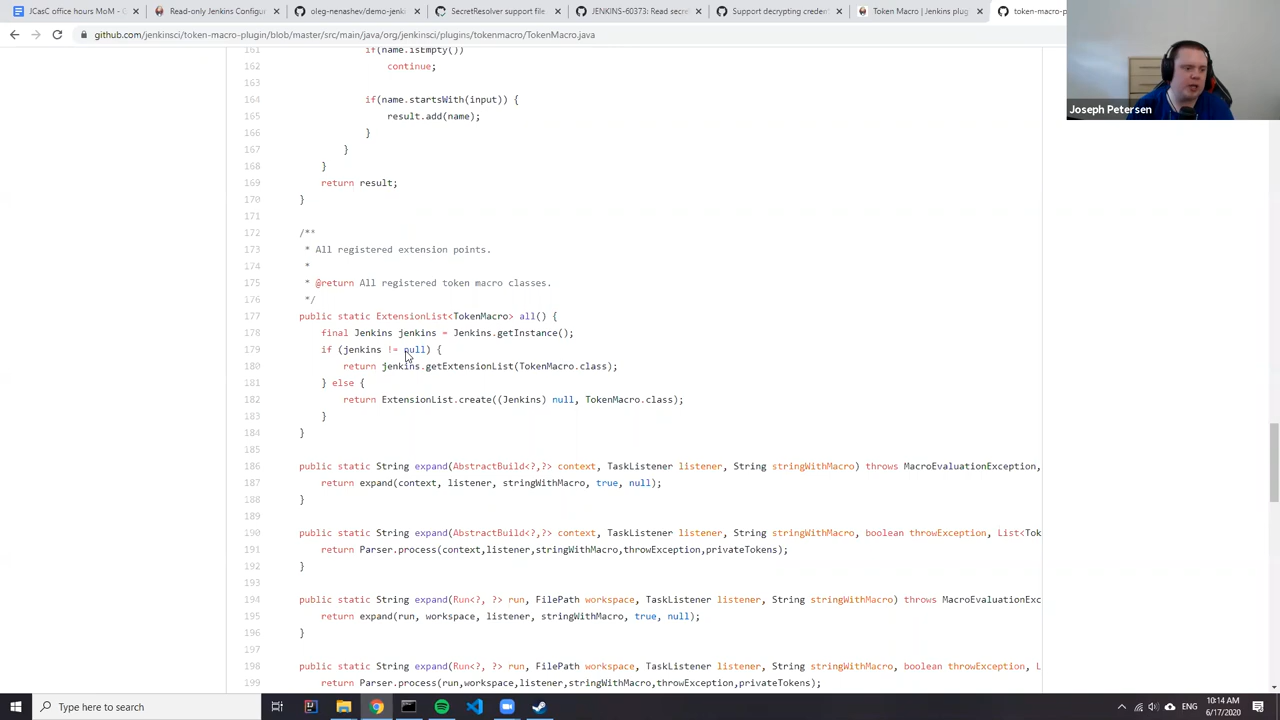 JCasC office hours MoM - G
Read-only Jenkins Configur
oleg-nenashev/demo-jenki
SecretResolver support file
JENKINS-60373: Read secre
Support decrypting creden
Token Macro | Jenkins plug
token-macro-p
github.com/jenkinsci/token-macro-plugin/blob/master/src/main/java/org/jenkinsci/plugins/tokenmacro/TokenMacro.java
161 if(name.isEmpty())
162 continue;
163
164 if(name.startsWith(input)) {
165 result.add(name);
166 }
167 }
168 }
169 return result;
170 }
171
172 /**
173 * All registered extension points.
174 *
175 * @return All registered token macro classes.
176 */
177 public static ExtensionList<TokenMacro> all() {
178 final Jenkins jenkins = Jenkins.getInstance();
179 if (jenkins != null) {
180 return jenkins.getExtensionList(TokenMacro.class);
181 } else {
182 return ExtensionList.create((Jenkins) null, TokenMacro.class);
183 }
184 }
185
186 public static String expand(AbstractBuild<?,?> context, TaskListener listener, String stringWithMacro) throws MacroEvaluationException,
187 return expand(context, listener, stringWithMacro, true, null);
188 }
189
190 public static String expand(AbstractBuild<?,?> context, TaskListener listener, String stringWithMacro, boolean throwException, List<Tok
191 return Parser.process(context,listener,stringWithMacro,throwException,privateTokens);
192 }
193
194 public static String expand(Run<?, ?> run, FilePath workspace, TaskListener listener, String stringWithMacro) throws MacroEvaluationExc
195 return expand(run, workspace, listener, stringWithMacro, true, null);
196 }
197
198 public static String expand(Run<?, ?> run, FilePath workspace, TaskListener listener, String stringWithMacro, boolean throwException, L
199 return Parser.process(run,workspace,listener,stringWithMacro,throwException,privateTokens);
Joseph Petersen
Type here to search
ENG
10:14 AM
6/17/2020